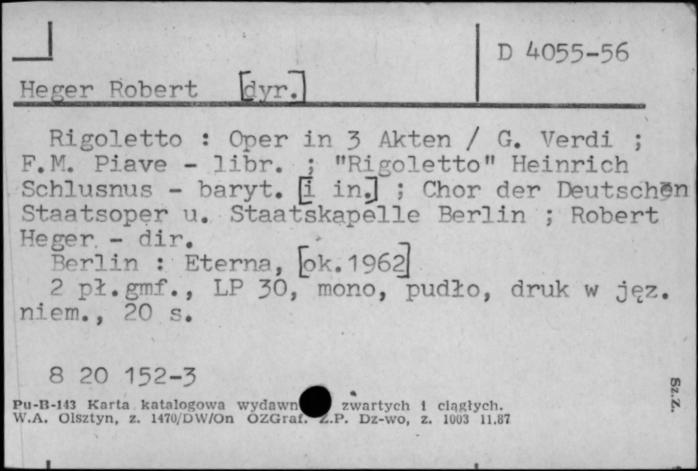 D 4055-56
Heger Robert [dyr.]
Rigoletto : Oper in 3 Akten / G. Verdi ;
F.M. Piave - libr. ; "Rigoletto" Heinrich
Schlusnus - baryt. [i in.] ; Chor der Deutschen
Staatsoper u. Staatskapelle Berlin ; Robert
Heger - dir.
Berlin : Eterna, [ok.1962]
2 pł.gmf., LP 30, mono, pudło, druk w jęz.
niem., 20 s.
8 20 152-3
Sz.Z.
Pu-B-143 Karta katalogowa wydawn zwartych i ciągłych.
W.A. Olsztyn, z. 1470/DW/On OZGraf. Z.P. Dz-wo, z. 1003 11.87